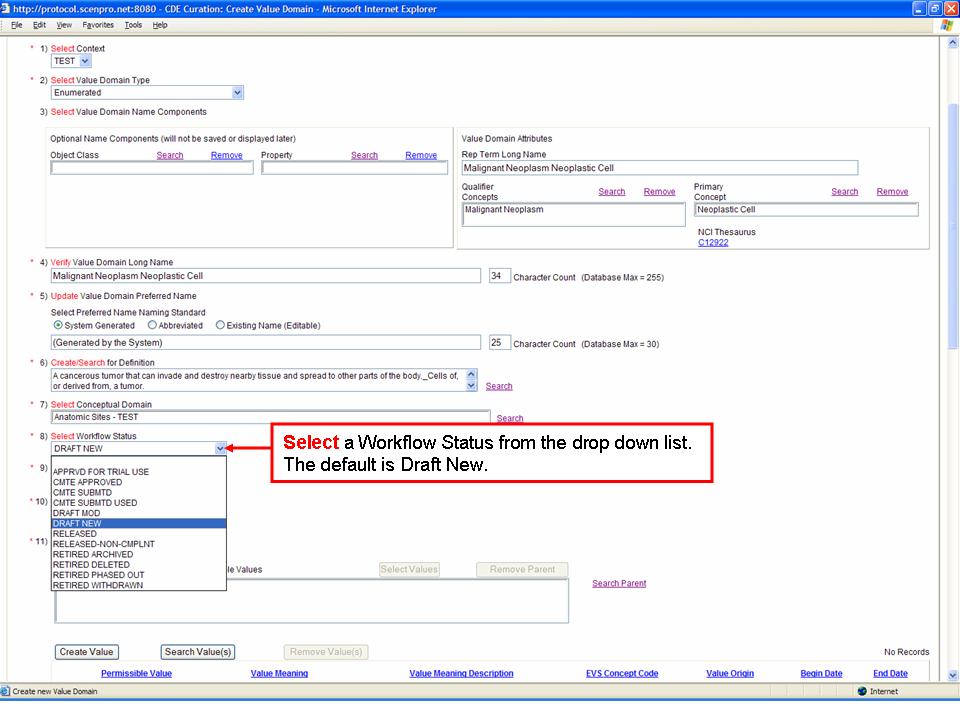 http://protocol.scenpro.net:8080 - CDE Curation: Create Value Domain - Microsoft Internet Explorer
File Edit View Favorites Tools Help
* 1) Select Context
TEST
* 2) Select Value Domain Type
Enumerated
3) Select Value Domain Name Components
Optional Name Components (will not be saved or displayed later)
Object Class Search Remove Property Search Remove
Value Domain Attributes
Rep Term Long Name
Malignant Neoplasm Neoplastic Cell
Qualifier Concepts Search Remove
Malignant Neoplasm
Primary Concept Search Remove
Neoplastic Cell
NCI Thesaurus
C12922
* 4) Verify Value Domain Long Name
Malignant Neoplasm Neoplastic Cell 34 Character Count (Database Max = 255)
* 5) Update Value Domain Preferred Name
Select Preferred Name Naming Standard
System Generated Abbreviated Existing Name (Editable)
(Generated by the System) 25 Character Count (Database Max = 30)
* 6) Create/Search for Definition
A cancerous tumor that can invade and destroy nearby tissue and spread to other parts of the body._Cells of,
or derived from, a tumor. Search
* 7) Select Conceptual Domain
Anatomic Sites - TEST Search
* 8) Select Workflow Status
DRAFT NEW
Select a Workflow Status from the drop down list.
The default is Draft New.
* 9)
APPRVD FOR TRIAL USE
CMTE APPROVED
CMTE SUBMTD
* 10) CMTE SUBMTD USED
DRAFT MOD
DRAFT NEW
RELEASED
* 11) RELEASED-NON-CMPLNT
RETIRED ARCHIVED
RETIRED DELETED
RETIRED PHASED OUT
RETIRED WITHDRAWN
le Values Select Values Remove Parent
Search Parent
Create Value Search Value(s) Remove Value(s) No Records
Permissible Value Value Meaning Value Meaning Description EVS Concept Code Value Origin Begin Date End Date
Create new Value Domain Internet